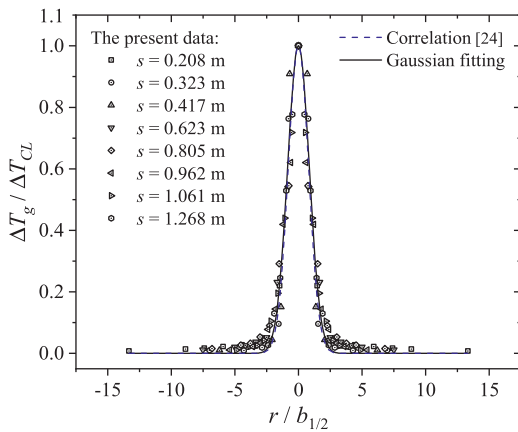 The present data:
s = 0.208 m
s = 0.323 m
s = 0.417 m
s = 0.623 m
s = 0.805 m
s = 0.962 m
s = 1.061 m
s = 1.268 m
Correlation [24]
Gaussian fitting
ΔT_g / ΔT_CL
1.0
0.8
0.6
0.4
0.2
0.0
-15 -10 -5 0 5 10 15
r / b_1/2